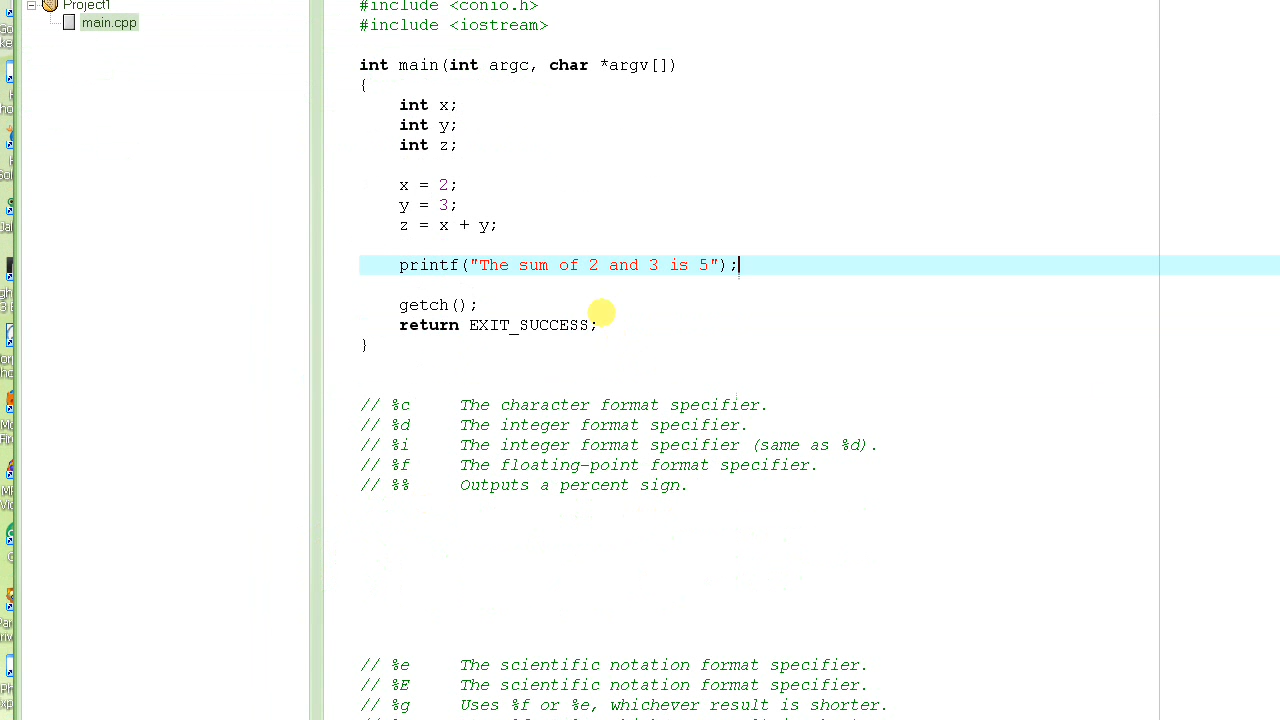 Project1
main.cpp
#include <conio.h>
#include <iostream>
int main(int argc, char *argv[])
{
int x;
int y;
int z;
x = 2;
y = 3;
z = x + y;
printf("The sum of 2 and 3 is 5");
getch();
return EXIT_SUCCESS;
}
// %c The character format specifier.
// %d The integer format specifier.
// %i The integer format specifier (same as %d).
// %f The floating-point format specifier.
// %% Outputs a percent sign.
// %e The scientific notation format specifier.
// %E The scientific notation format specifier.
// %g Uses %f or %e, whichever result is shorter.